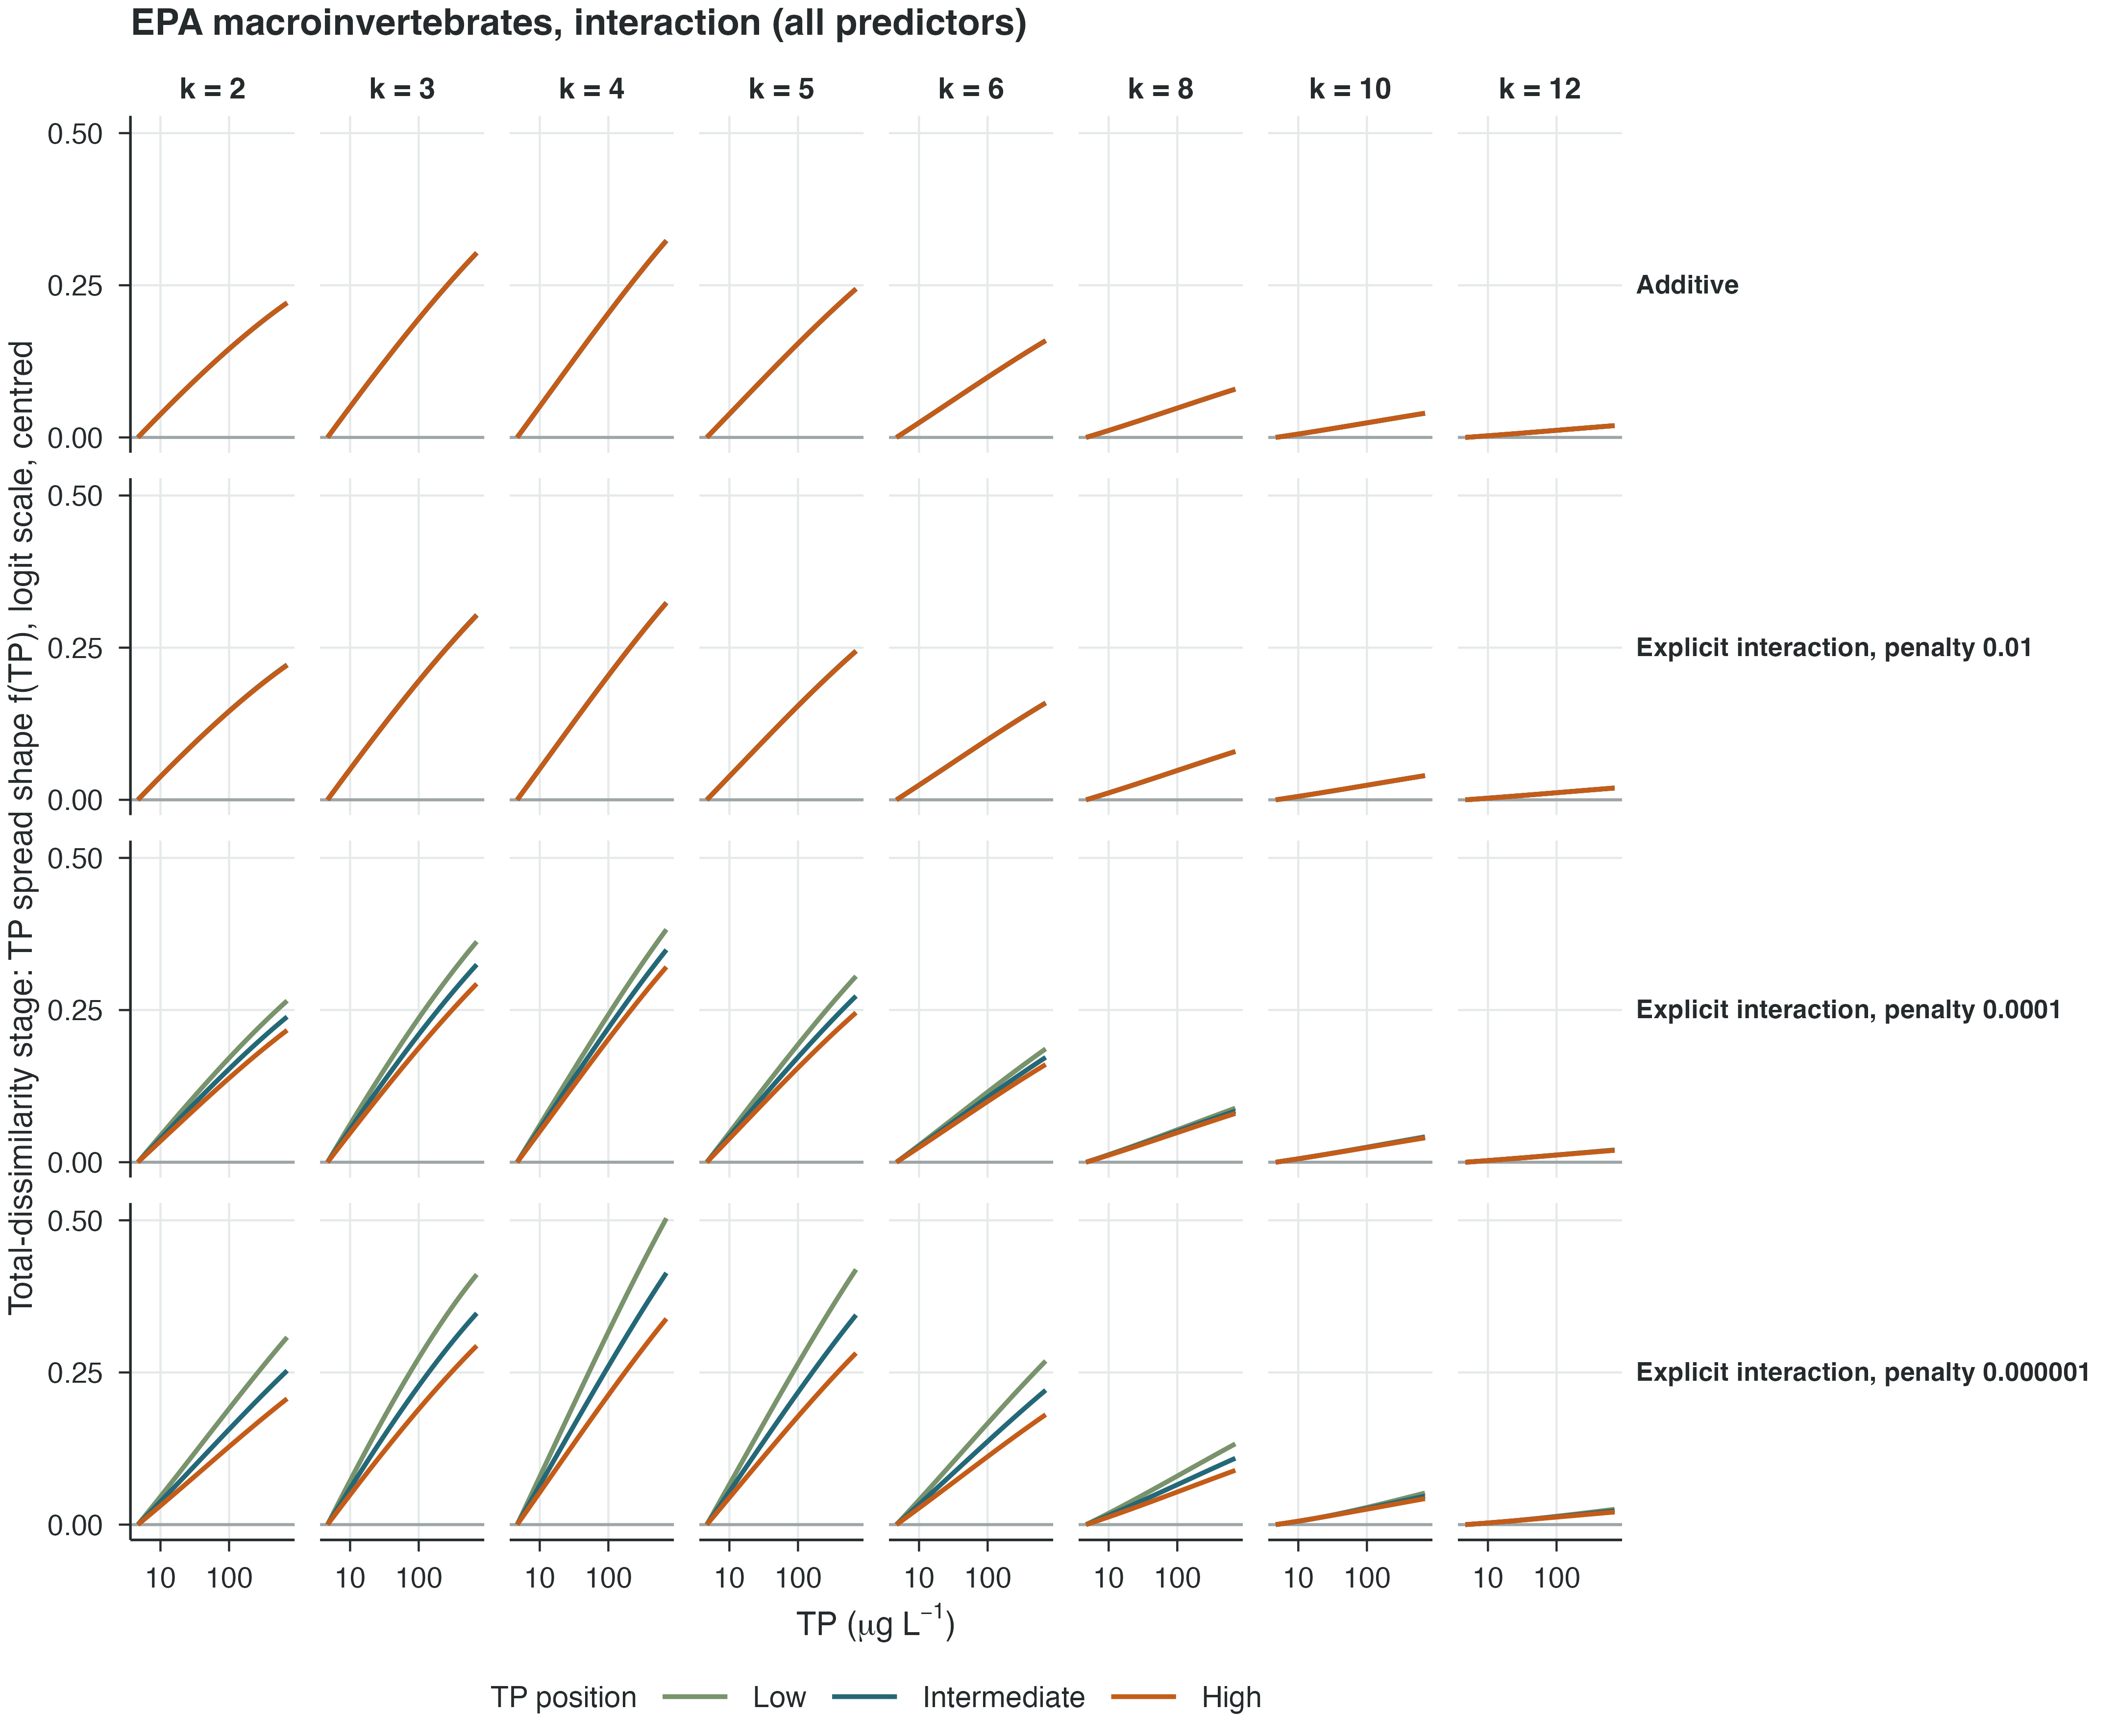 EPA macroinvertebrates, interaction (all predictors)
k = 2 k = 3 k = 4 k = 5 k = 6 k = 8 k = 10 k = 12
Total-dissimilarity stage: TP spread shape f(TP), logit scale, centred
0.50
0.25
0.00
Additive
0.50
0.25
0.00
Explicit interaction, penalty 0.01
0.50
0.25
0.00
Explicit interaction, penalty 0.0001
0.50
0.25
0.00
Explicit interaction, penalty 0.000001
10 100 10 100 10 100 10 100 10 100 10 100 10 100 10 100
TP (μg L⁻¹)
TP position Low Intermediate High